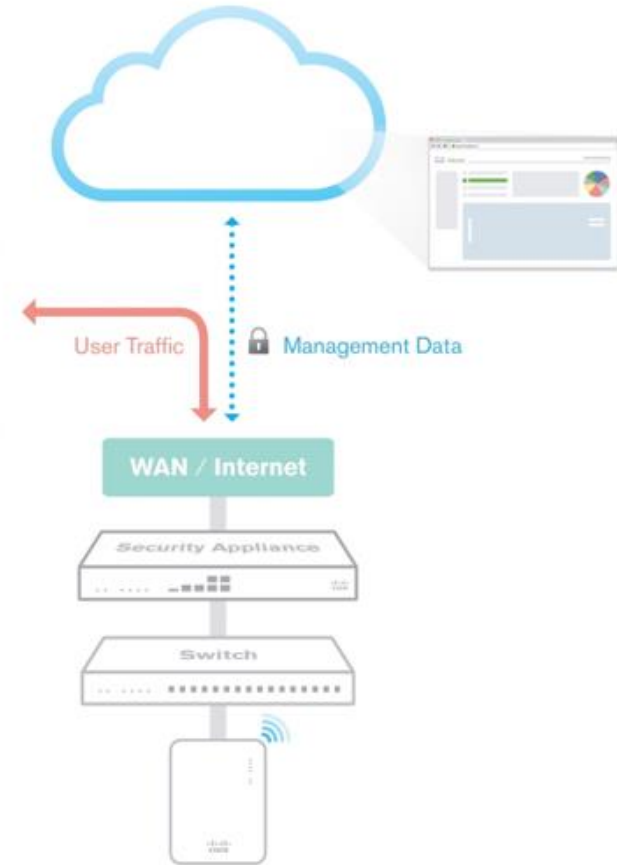 User Traffic
Management Data
WAN / Internet
Security Appliance
Switch